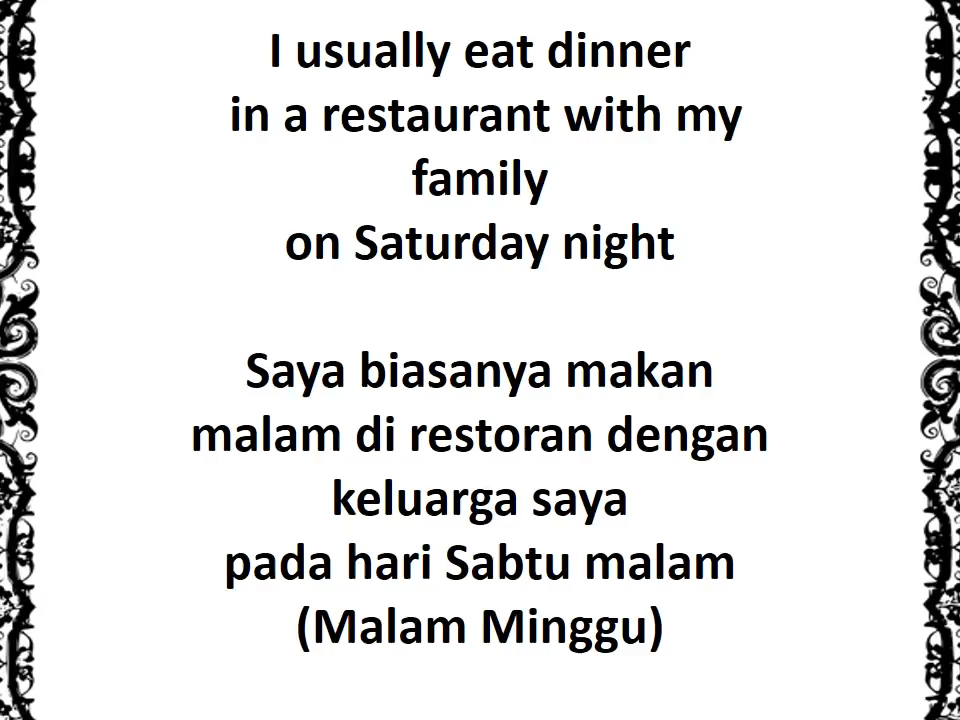 I usually eat dinner
in a restaurant with my
family
on Saturday night
Saya biasanya makan
malam di restoran dengan
keluarga saya
pada hari Sabtu malam
(Malam Minggu)